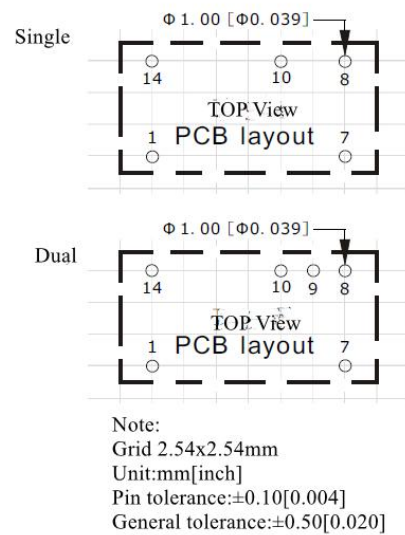 Φ1.00 [Φ0.039]
Single
14 10 8
TOP View
1 PCB layout 7
Φ1.00 [Φ0.039]
Dual
14 10 9 8
TOP View
1 PCB layout 7
Note:
Grid 2.54x2.54mm
Unit:mm[inch]
Pin tolerance:±0.10[0.004]
General tolerance:±0.50[0.020]